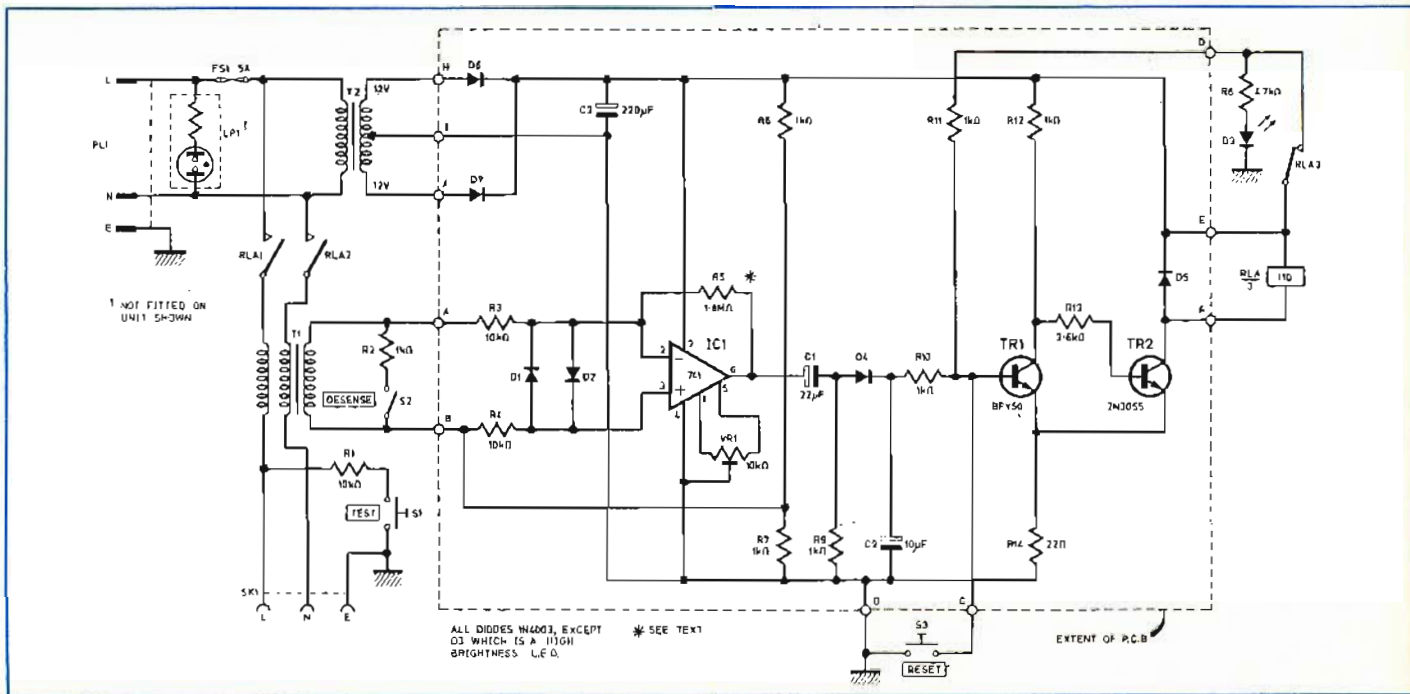 L
FS1 5A
T2
12V
LP1 †
PL1
N
E
12V
RLA1
RLA2
† NOT FITTED ON
UNIT SHOWN
T1
R2
1kΩ
DESENSE
S2
R1
10kΩ
TEST
S1
SK1
L
N
E
H
D6
D7
A
R3
10kΩ
D1
D2
B
R4
10kΩ
220μF
R5 *
1·8MΩ
IC1
2
3
7
741
6
5
4
1
VR1
10kΩ
1kΩ
R7
1kΩ
C1
22μF
D4
R9
1kΩ
C2
10μF
R10
1kΩ
R11
1kΩ
R12
1kΩ
R13
3·6kΩ
TR1
BFY50
TR2
2N3055
R14
22Ω
D5
D
R6
4·7kΩ
D3
RLA3
E
RLA
3
110
C
S3
RESET
ALL DIODES 1N4003, EXCEPT
D3 WHICH IS A HIGH
BRIGHTNESS L.E.D.
* SEE TEXT
EXTENT OF P.C.B